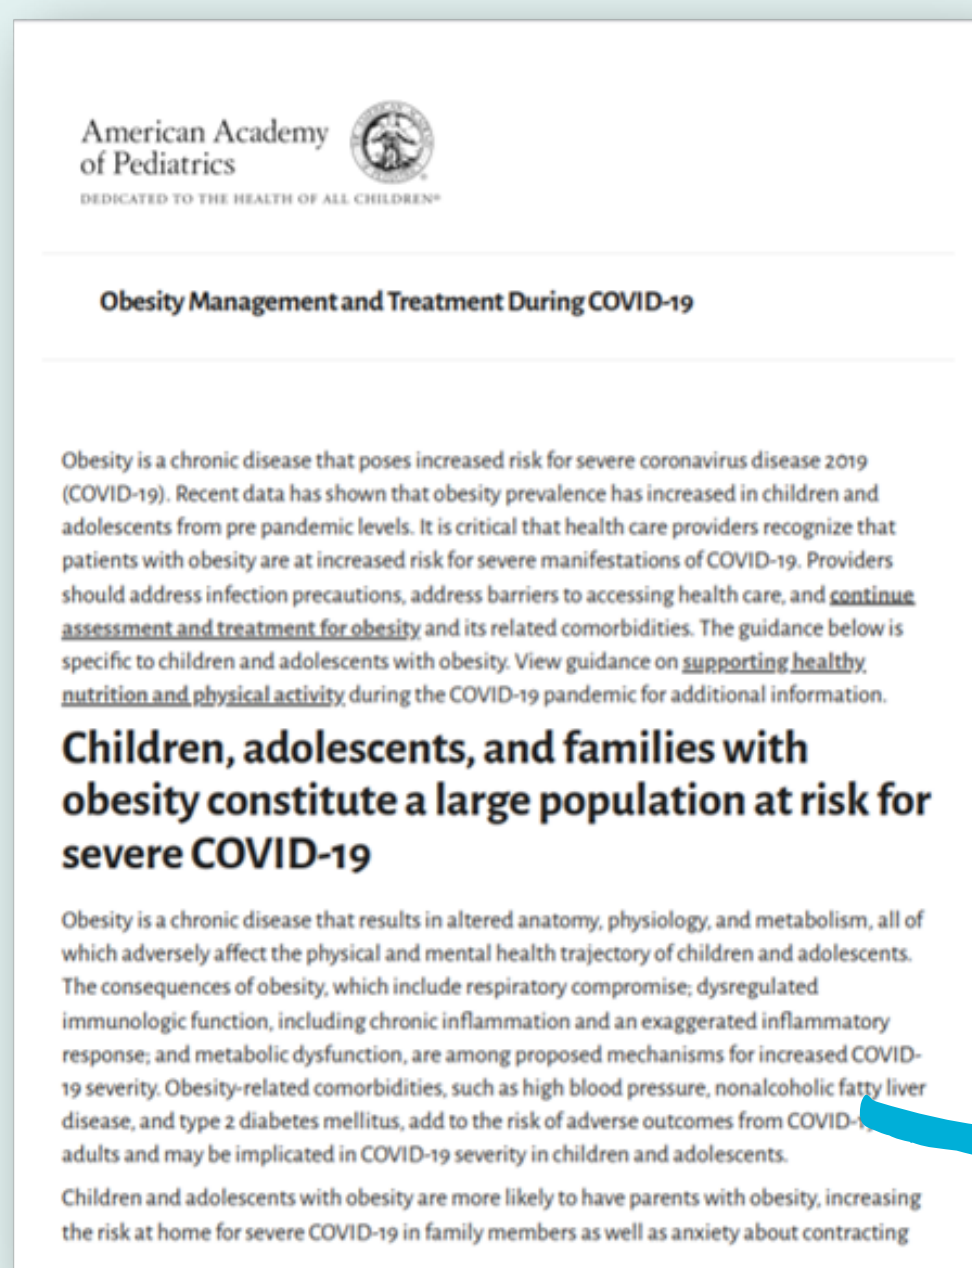 American Academy
of Pediatrics
DEDICATED TO THE HEALTH OF ALL CHILDREN®
Obesity Management and Treatment During COVID-19
Obesity is a chronic disease that poses increased risk for severe coronavirus disease 2019
(COVID-19). Recent data has shown that obesity prevalence has increased in children and
adolescents from pre pandemic levels. It is critical that health care providers recognize that
patients with obesity are at increased risk for severe manifestations of COVID-19. Providers
should address infection precautions, address barriers to accessing health care, and continue
assessment and treatment for obesity and its related comorbidities. The guidance below is
specific to children and adolescents with obesity. View guidance on supporting healthy
nutrition and physical activity during the COVID-19 pandemic for additional information.
Children, adolescents, and families with
obesity constitute a large population at risk for
severe COVID-19
Obesity is a chronic disease that results in altered anatomy, physiology, and metabolism, all of
which adversely affect the physical and mental health trajectory of children and adolescents.
The consequences of obesity, which include respiratory compromise; dysregulated
immunologic function, including chronic inflammation and an exaggerated inflammatory
response; and metabolic dysfunction, are among proposed mechanisms for increased COVID-
19 severity. Obesity-related comorbidities, such as high blood pressure, nonalcoholic fatty liver
disease, and type 2 diabetes mellitus, add to the risk of adverse outcomes from COVID-1
adults and may be implicated in COVID-19 severity in children and adolescents.
Children and adolescents with obesity are more likely to have parents with obesity, increasing
the risk at home for severe COVID-19 in family members as well as anxiety about contracting